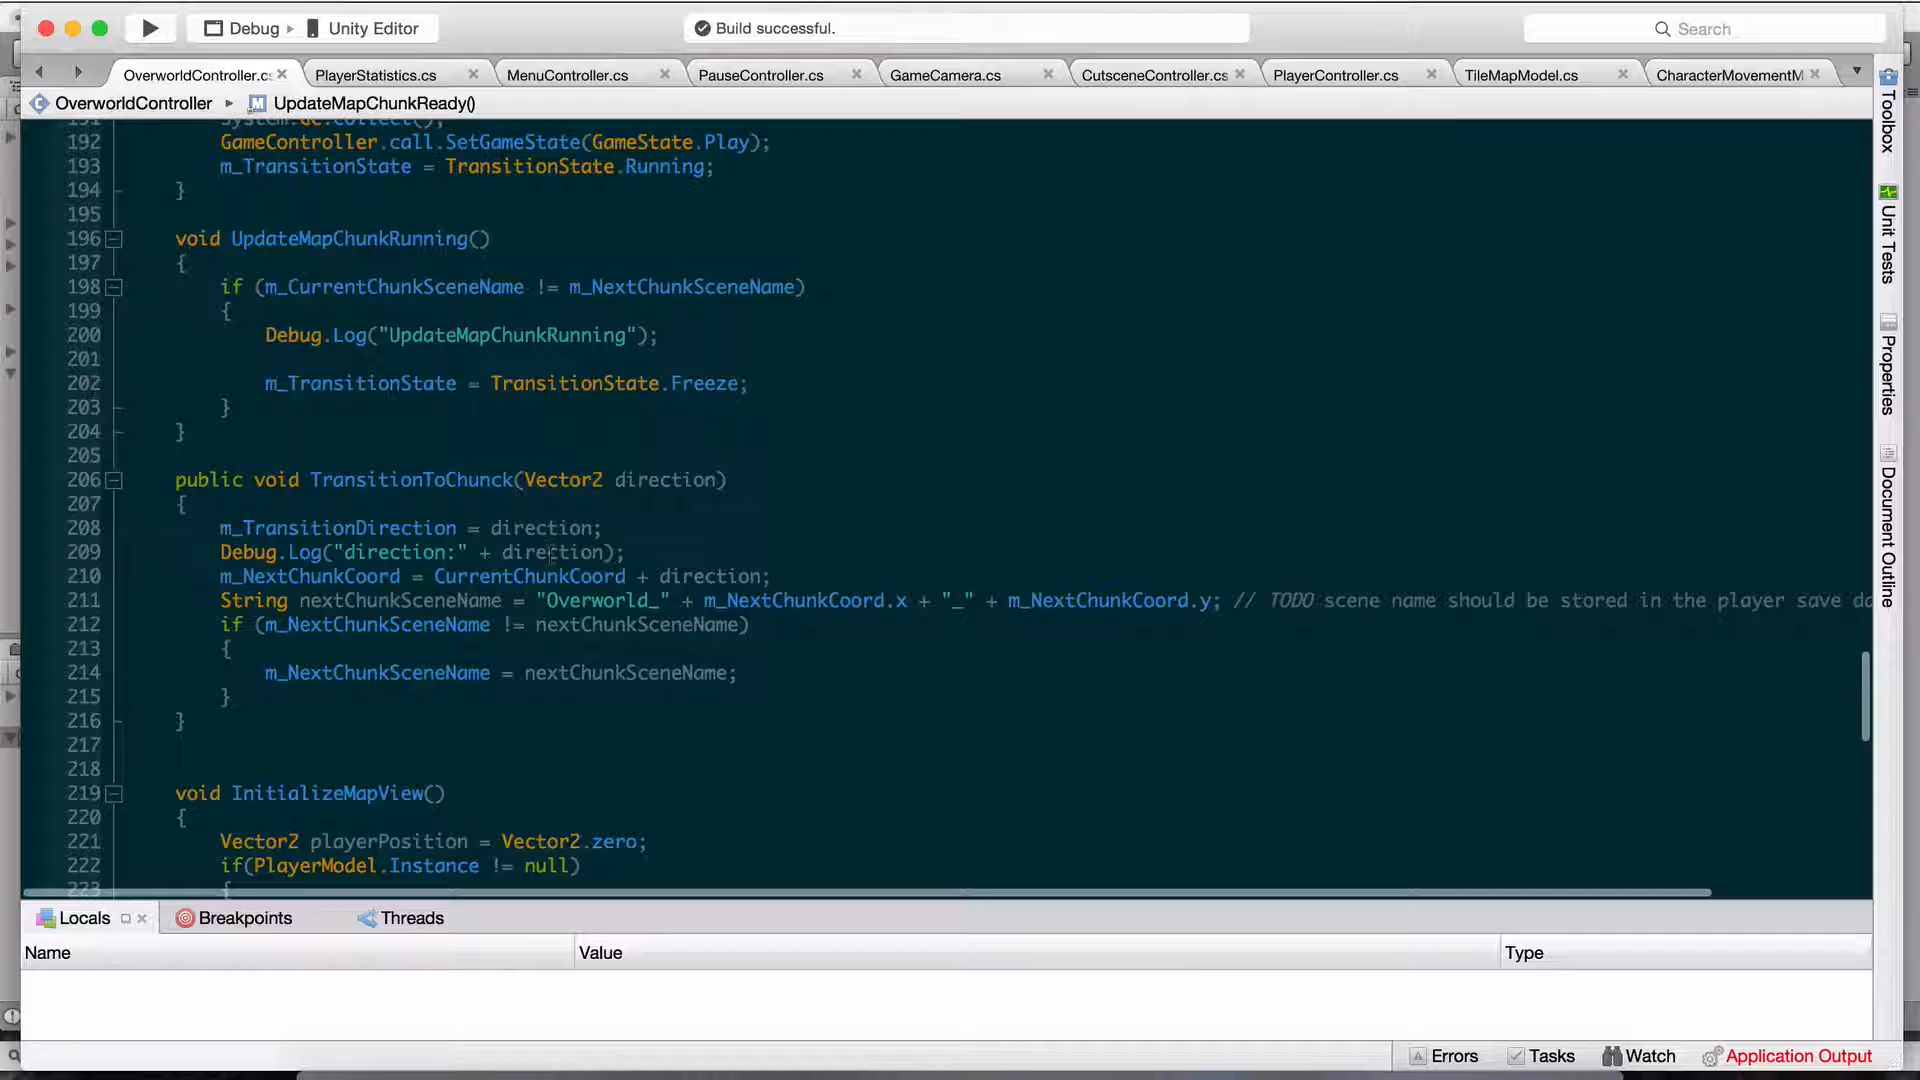 Debug Unity Editor Build successful. Search
OverworldController.cs PlayerStatistics.cs MenuController.cs PauseController.cs GameCamera.cs CutsceneController.cs PlayerController.cs TileMapModel.cs CharacterMovementM
OverworldController UpdateMapChunkReady()
191 System.GC.Collect();
192 GameController.call.SetGameState(GameState.Play);
193 m_TransitionState = TransitionState.Running;
194 }
195
196 void UpdateMapChunkRunning()
197 {
198 if (m_CurrentChunkSceneName != m_NextChunkSceneName)
199 {
200 Debug.Log("UpdateMapChunkRunning");
201
202 m_TransitionState = TransitionState.Freeze;
203 }
204 }
205
206 public void TransitionToChunck(Vector2 direction)
207 {
208 m_TransitionDirection = direction;
209 Debug.Log("direction:" + direction);
210 m_NextChunkCoord = CurrentChunkCoord + direction;
211 String nextChunkSceneName = "Overworld_" + m_NextChunkCoord.x + "_" + m_NextChunkCoord.y; // TODO scene name should be stored in the player save da
212 if (m_NextChunkSceneName != nextChunkSceneName)
213 {
214 m_NextChunkSceneName = nextChunkSceneName;
215 }
216 }
217
218
219 void InitializeMapView()
220 {
221 Vector2 playerPosition = Vector2.zero;
222 if(PlayerModel.Instance != null)
223 {
Toolbox
Unit Tests
Properties
Document Outline
Locals Breakpoints Threads
Name Value Type
Errors Tasks Watch Application Output